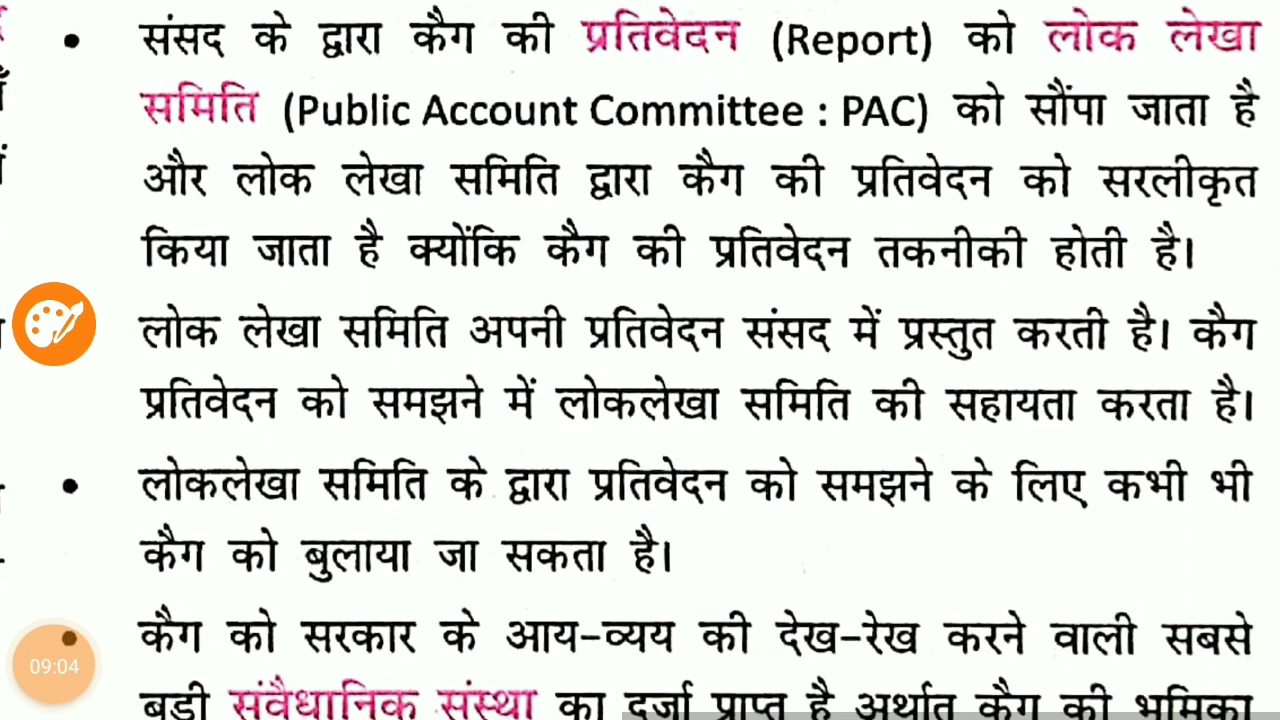 • संसद के द्वारा कैग की प्रतिवेदन (Report) को लोक लेखा
समिति (Public Account Committee : PAC) को सौंपा जाता है
और लोक लेखा समिति द्वारा कैग की प्रतिवेदन को सरलीकृत
किया जाता है क्योंकि कैग की प्रतिवेदन तकनीकी होती है।
लोक लेखा समिति अपनी प्रतिवेदन संसद में प्रस्तुत करती है। कैग
प्रतिवेदन को समझने में लोकलेखा समिति की सहायता करता है।
• लोकलेखा समिति के द्वारा प्रतिवेदन को समझने के लिए कभी भी
कैग को बुलाया जा सकता है।
कैग को सरकार के आय-व्यय की देख-रेख करने वाली सबसे
09:04
बड़ी संवैधानिक संस्था का दर्जा प्राप्त है अर्थात कैग की भूमिका